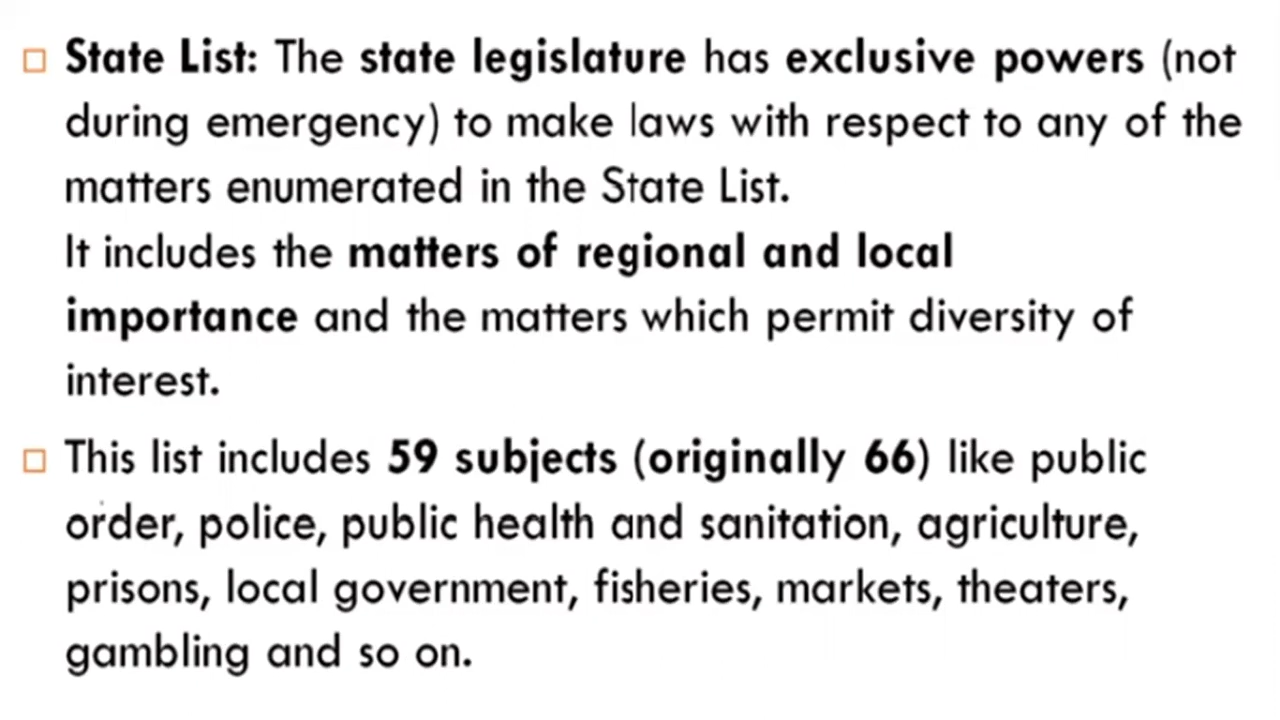 State List: The state legislature has exclusive powers (not
during emergency) to make laws with respect to any of the
matters enumerated in the State List.
It includes the matters of regional and local
importance and the matters which permit diversity of
interest.
This list includes 59 subjects (originally 66) like public
order, police, public health and sanitation, agriculture,
prisons, local government, fisheries, markets, theaters,
gambling and so on.